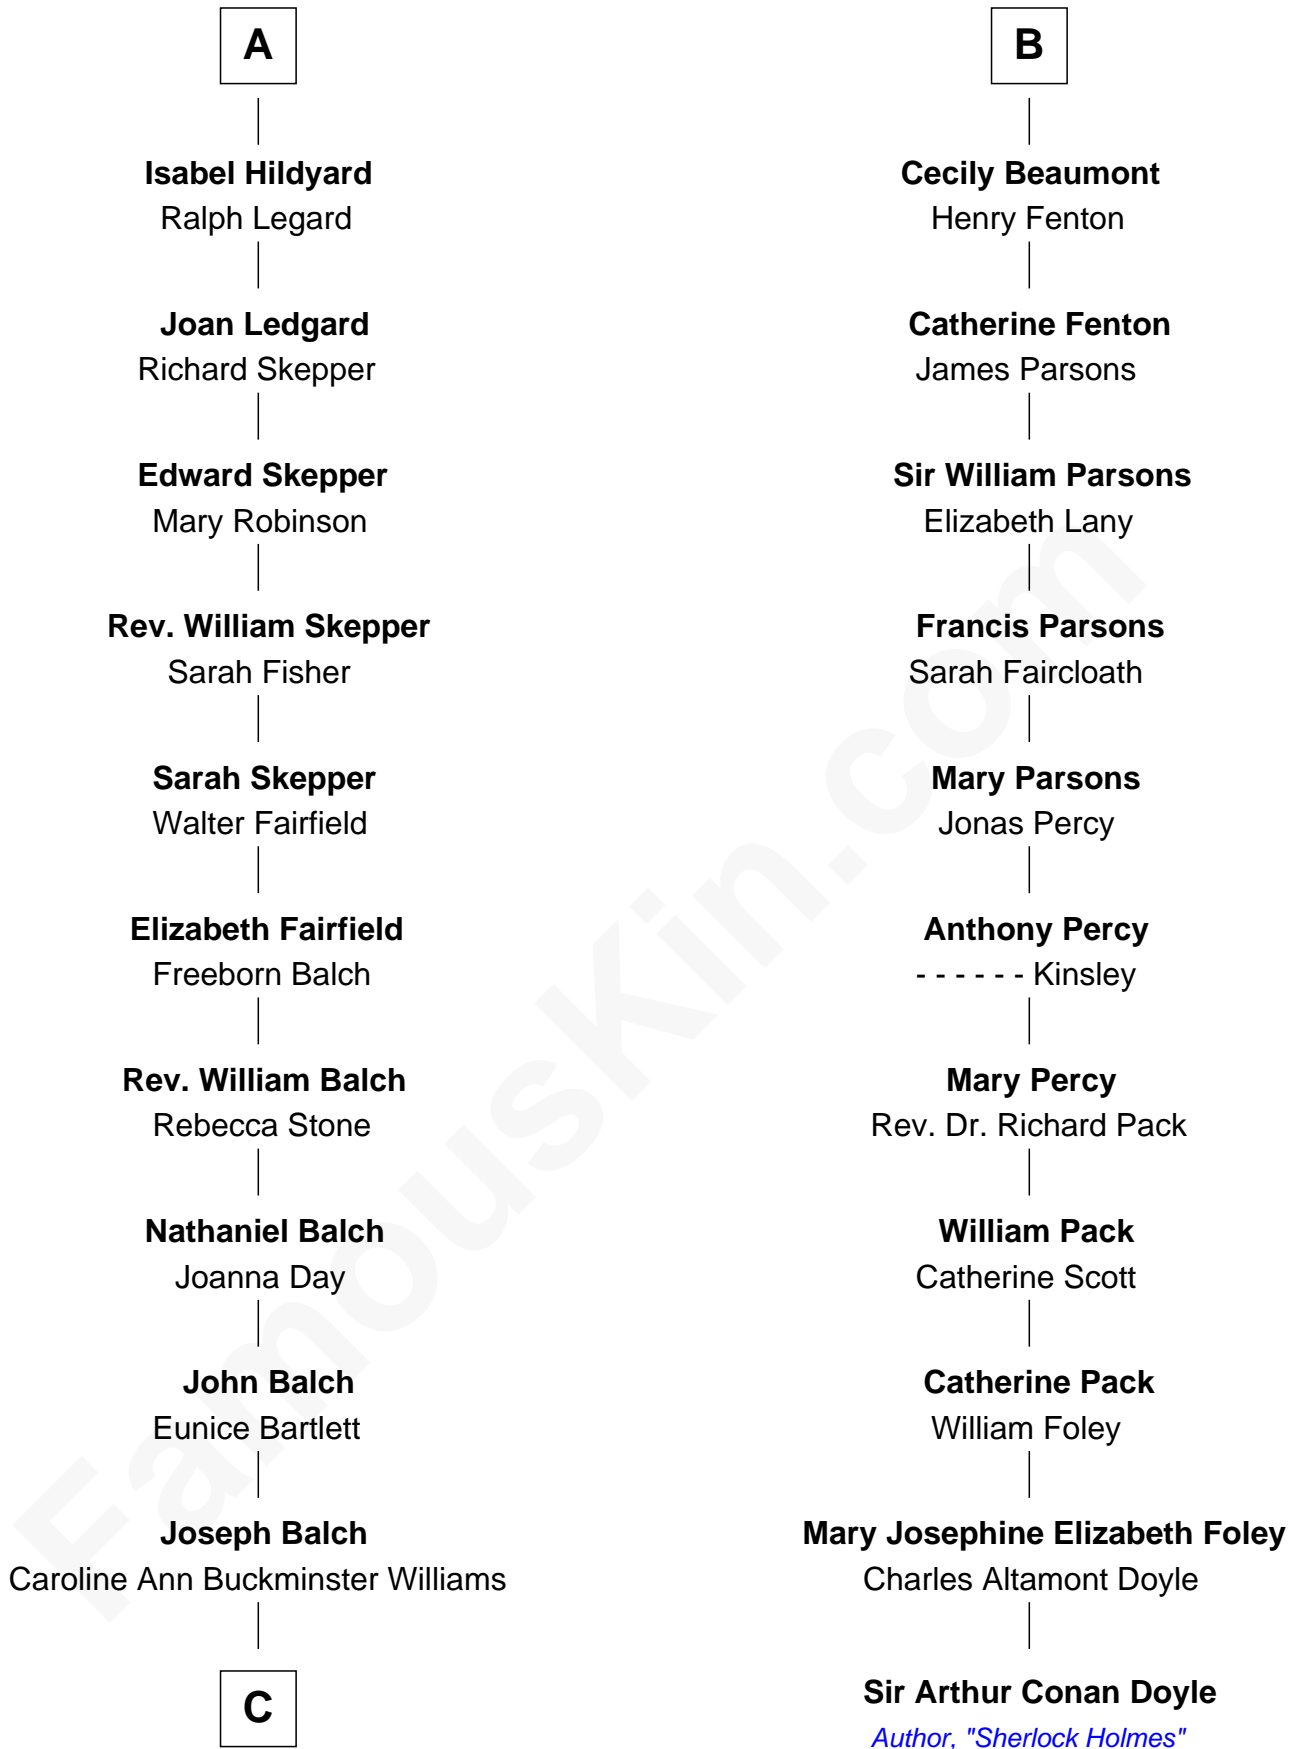 A
Isabel Hildyard
Ralph Legard
Joan Ledgard
Richard Skepper
Edward Skepper
Mary Robinson
Rev. William Skepper
Sarah Fisher
Sarah Skepper
Walter Fairfield
Elizabeth Fairfield
Freeborn Balch
Rev. William Balch
Rebecca Stone
Nathaniel Balch
Joanna Day
John Balch
Eunice Bartlett
Joseph Balch
Caroline Ann Buckminster Williams
C
B
Cecily Beaumont
Henry Fenton
Catherine Fenton
James Parsons
Sir William Parsons
Elizabeth Lany
Francis Parsons
Sarah Faircloath
Mary Parsons
Jonas Percy
Anthony Percy
- - - - - - Kinsley
Mary Percy
Rev. Dr. Richard Pack
William Pack
Catherine Scott
Catherine Pack
William Foley
Mary Josephine Elizabeth Foley
Charles Altamont Doyle
Sir Arthur Conan Doyle
Author, "Sherlock Holmes"
FamousKin.com